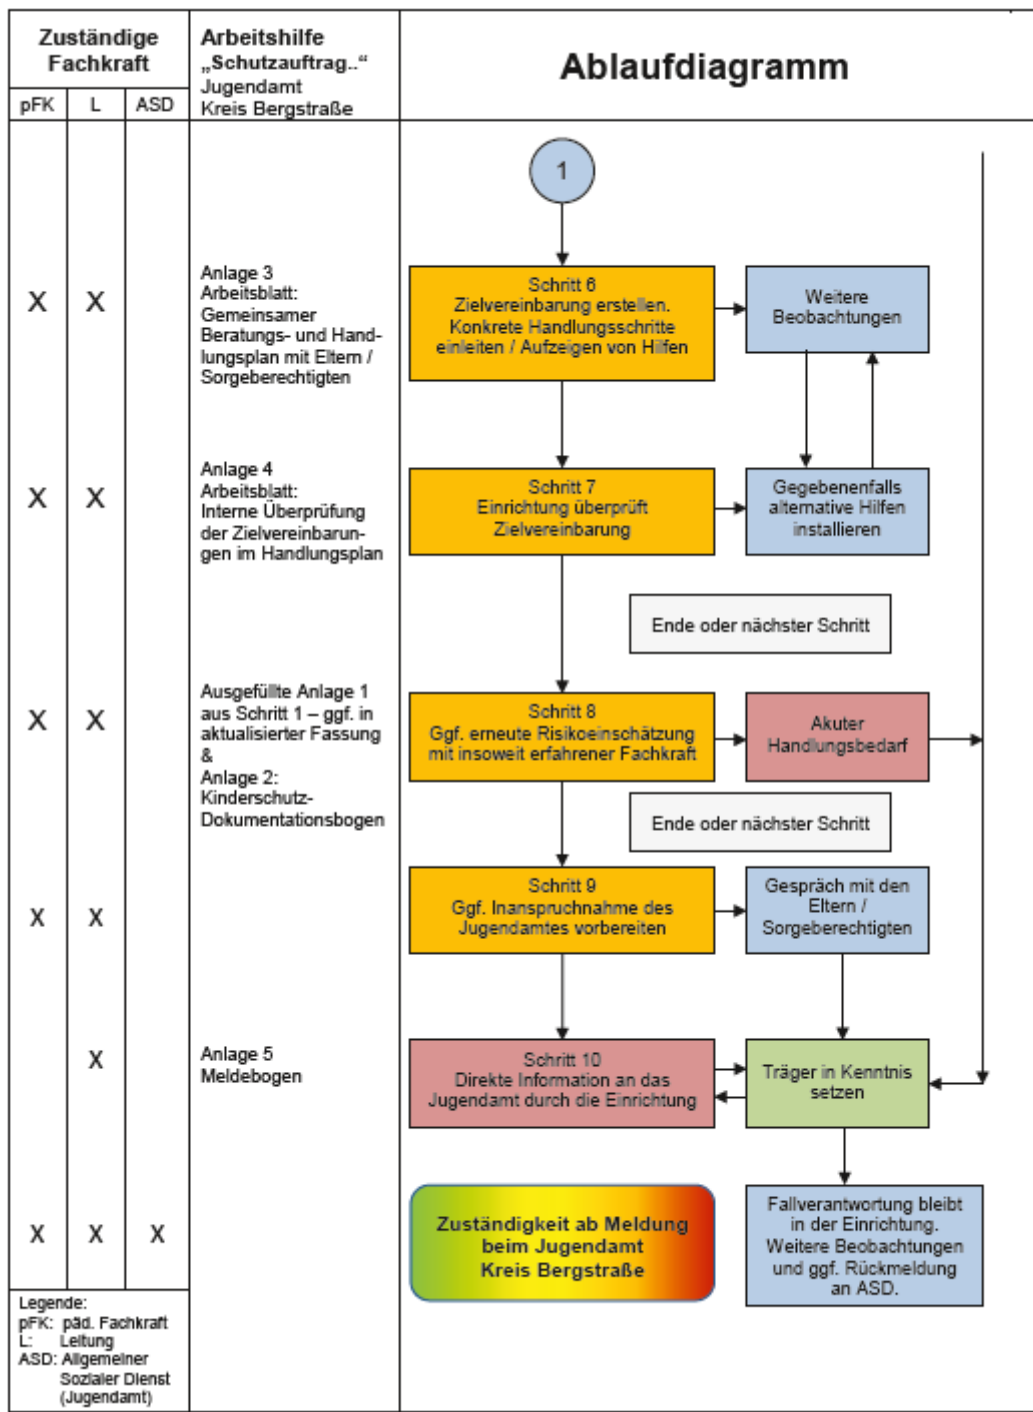 Zuständige
Fachkraft
pFK
L
ASD
Arbeitshilfe
„Schutzauftrag..“
Jugendamt
Kreis Bergstraße
Ablaufdiagramm
1
X
X
Anlage 3
Arbeitsblatt:
Gemeinsamer
Beratungs- und Hand-
lungsplan mit Eltern /
Sorgeberechtigten
Schritt 6
Zielvereinbarung erstellen.
Konkrete Handlungsschritte
einleiten / Aufzeigen von Hilfen
Weitere
Beobachtungen
X
X
Anlage 4
Arbeitsblatt:
Interne Überprüfung
der Zielvereinbarun-
gen im Handlungsplan
Schritt 7
Einrichtung überprüft
Zielvereinbarung
Gegebenenfalls
alternative Hilfen
installieren
Ende oder nächster Schritt
X
X
Ausgefüllte Anlage 1
aus Schritt 1 – ggf. in
aktualisierter Fassung
&
Anlage 2:
Kinderschutz-
Dokumentationsbogen
Schritt 8
Ggf. erneute Risikoeinschätzung
mit insoweit erfahrener Fachkraft
Akuter
Handlungsbedarf
Ende oder nächster Schritt
X
X
Schritt 9
Ggf. Inanspruchnahme des
Jugendamtes vorbereiten
Gespräch mit den
Eltern /
Sorgeberechtigten
X
Anlage 5
Meldebogen
Schritt 10
Direkte Information an das
Jugendamt durch die Einrichtung
Träger in Kenntnis
setzen
X
X
X
Zuständigkeit ab Meldung
beim Jugendamt
Kreis Bergstraße
Fallverantwortung bleibt
in der Einrichtung.
Weitere Beobachtungen
und ggf. Rückmeldung
an ASD.
Legende:
pFK: päd. Fachkraft
L: Leitung
ASD: Allgemeiner
Sozialer Dienst
(Jugendamt)